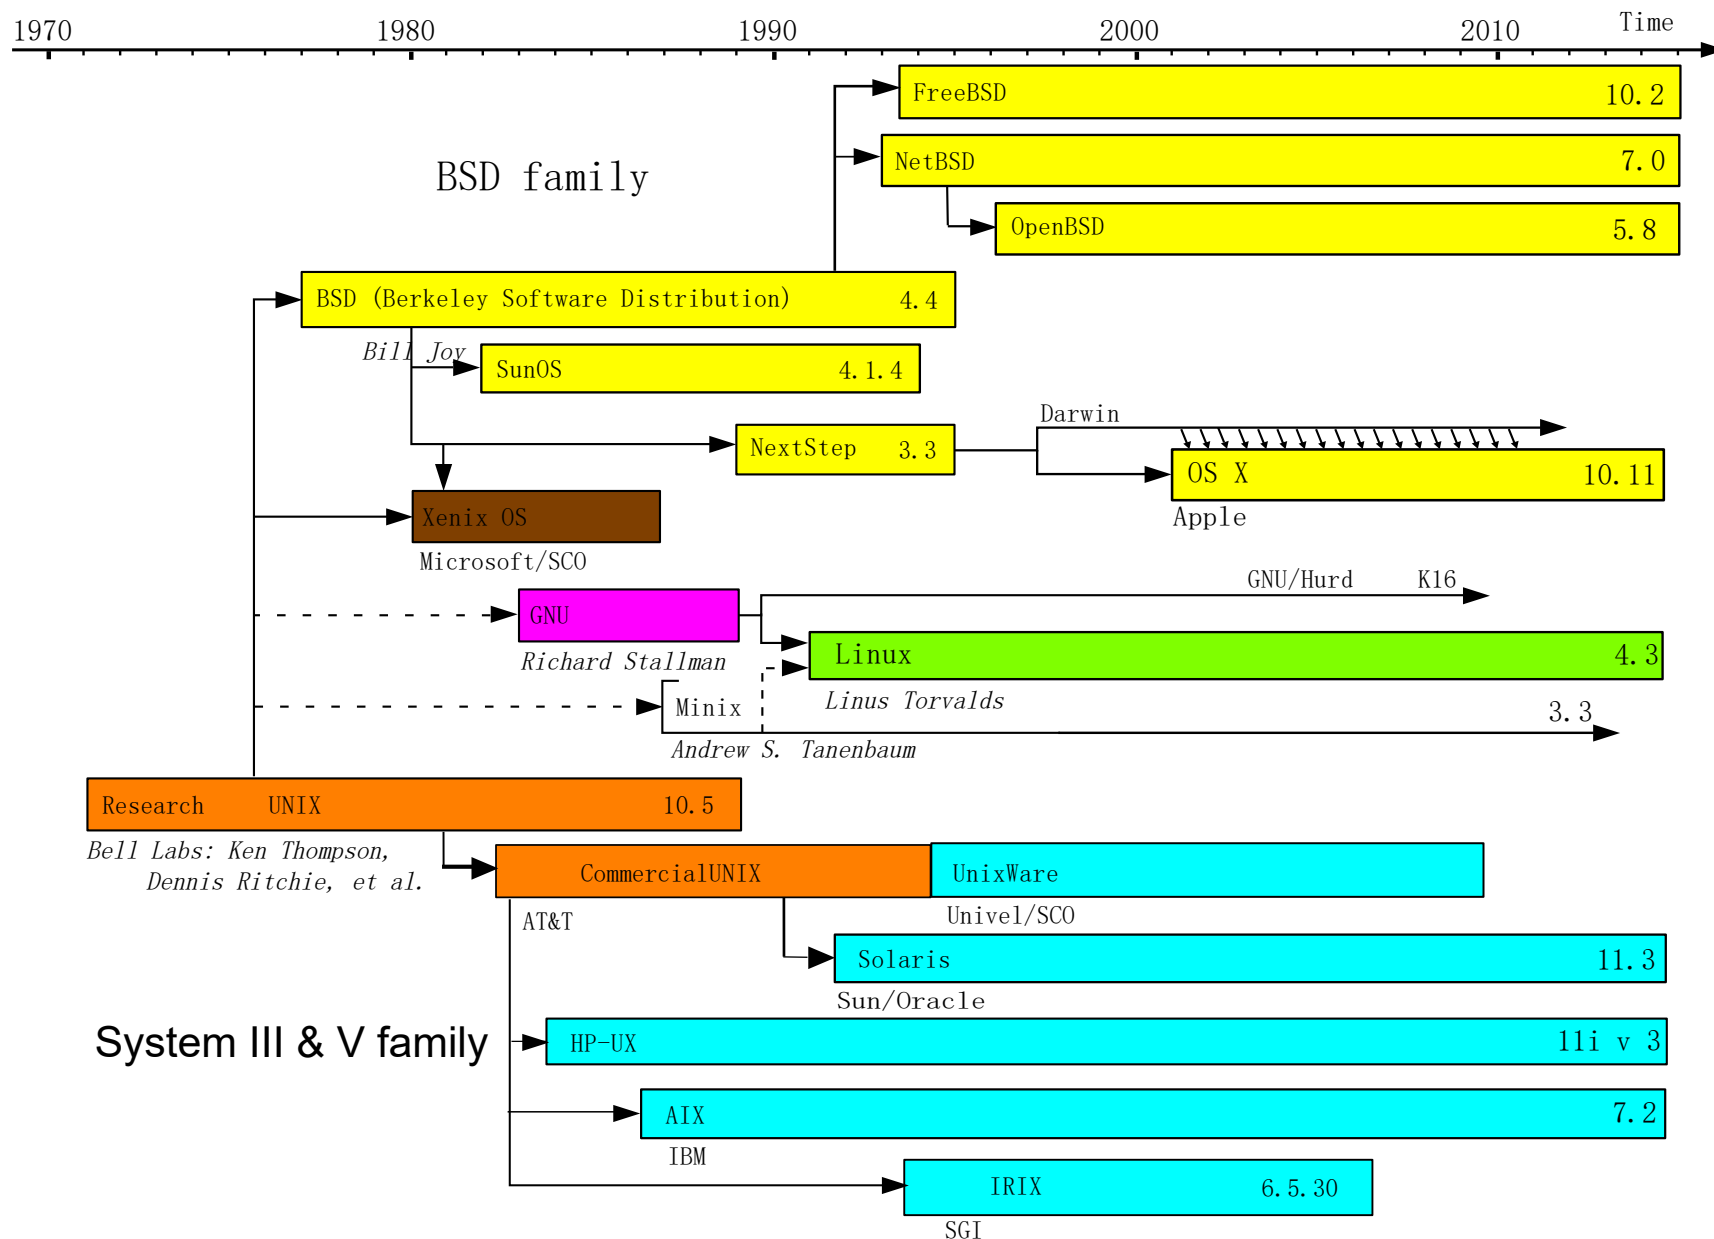 1970 1980 1990 2000 2010 Time
FreeBSD 10.2
NetBSD 7.0
BSD family
OpenBSD 5.8
BSD (Berkeley Software Distribution) 4.4
Bill Joy
SunOS 4.1.4
Darwin
NextStep 3.3
OS X 10.11
Apple
Xenix OS
Microsoft/SCO
GNU/Hurd K16
GNU
Richard Stallman
Linux 4.3
Linus Torvalds
Minix 3.3
Andrew S. Tanenbaum
Research UNIX 10.5
Bell Labs: Ken Thompson,
Dennis Ritchie, et al.
CommercialUNIX
UnixWare
AT&T
Univel/SCO
Solaris 11.3
Sun/Oracle
System III & V family
HP-UX 11i v 3
AIX 7.2
IBM
IRIX 6.5.30
SGI